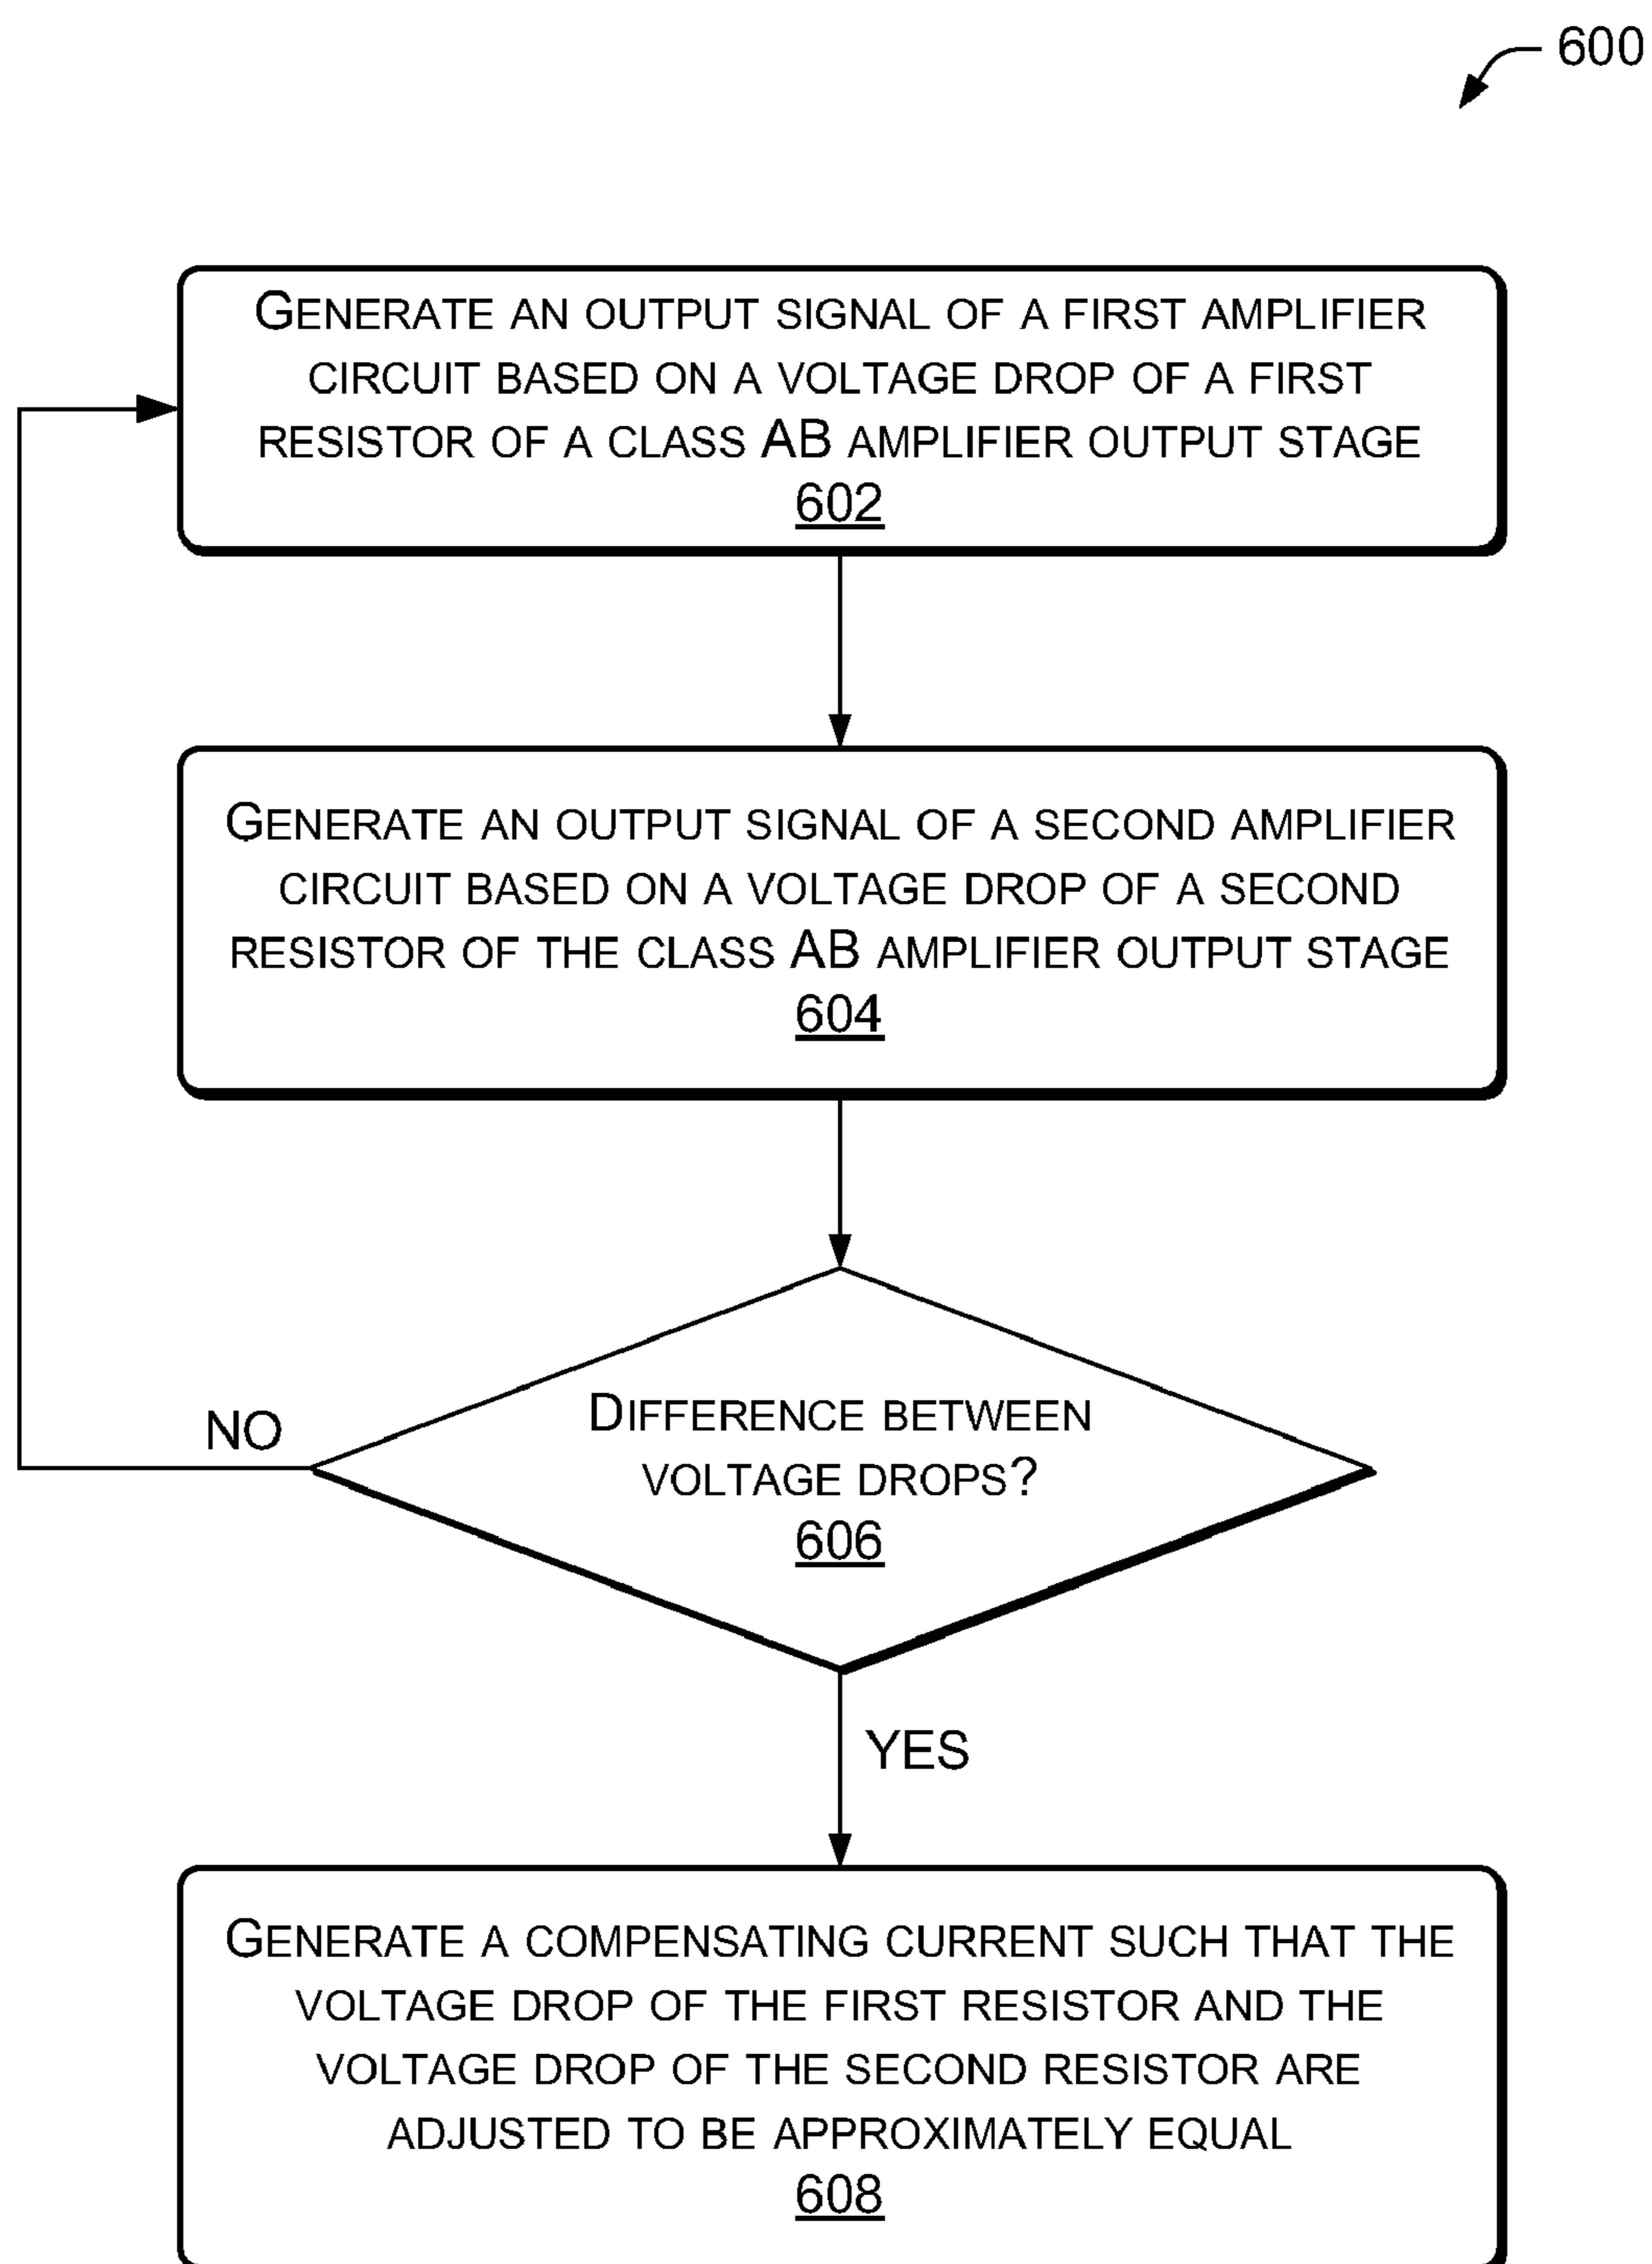 600
GENERATE AN OUTPUT SIGNAL OF A FIRST AMPLIFIER
CIRCUIT BASED ON A VOLTAGE DROP OF A FIRST
RESISTOR OF A CLASS AB AMPLIFIER OUTPUT STAGE
602
GENERATE AN OUTPUT SIGNAL OF A SECOND AMPLIFIER
CIRCUIT BASED ON A VOLTAGE DROP OF A SECOND
RESISTOR OF THE CLASS AB AMPLIFIER OUTPUT STAGE
604
DIFFERENCE BETWEEN
VOLTAGE DROPS?
606
NO
YES
GENERATE A COMPENSATING CURRENT SUCH THAT THE
VOLTAGE DROP OF THE FIRST RESISTOR AND THE
VOLTAGE DROP OF THE SECOND RESISTOR ARE
ADJUSTED TO BE APPROXIMATELY EQUAL
608